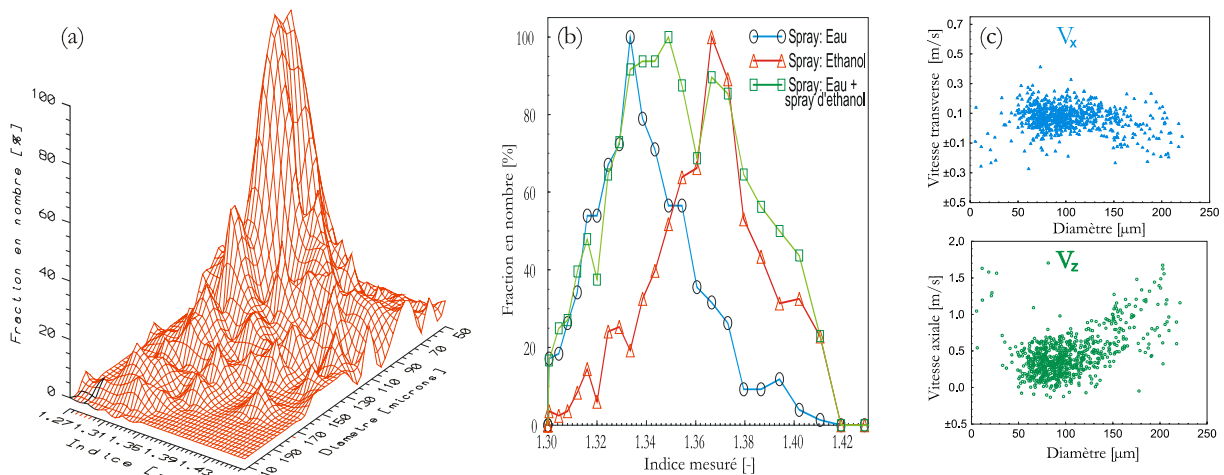 (a)
Fraction en nombre [%]
100
80
60
40
20
0
1.27 1.31 1.35 1.39 1.43
Indice
10 190 170 150 130 110 90 70 50
Diamètre [microns]
(b)
Spray: Eau
Spray: Ethanol
Spray: Eau +
spray d'ethanol
Fraction en nombre [%]
100
80
60
40
20
0
1.30 1.32 1.34 1.36 1.38 1.40 1.42
Indice mesuré [-]
(c)
Vx
Vitesse transverse [m/s]
0.7
0.3
0.1
±0.1
±0.3
±0.5
0 50 100 150 200 250
Diamètre [µm]
Vz
Vitesse axiale [m/s]
2.0
1.5
1.0
0.5
0.0
±0.5
0 50 100 150 200 250
Diamètre [µm]